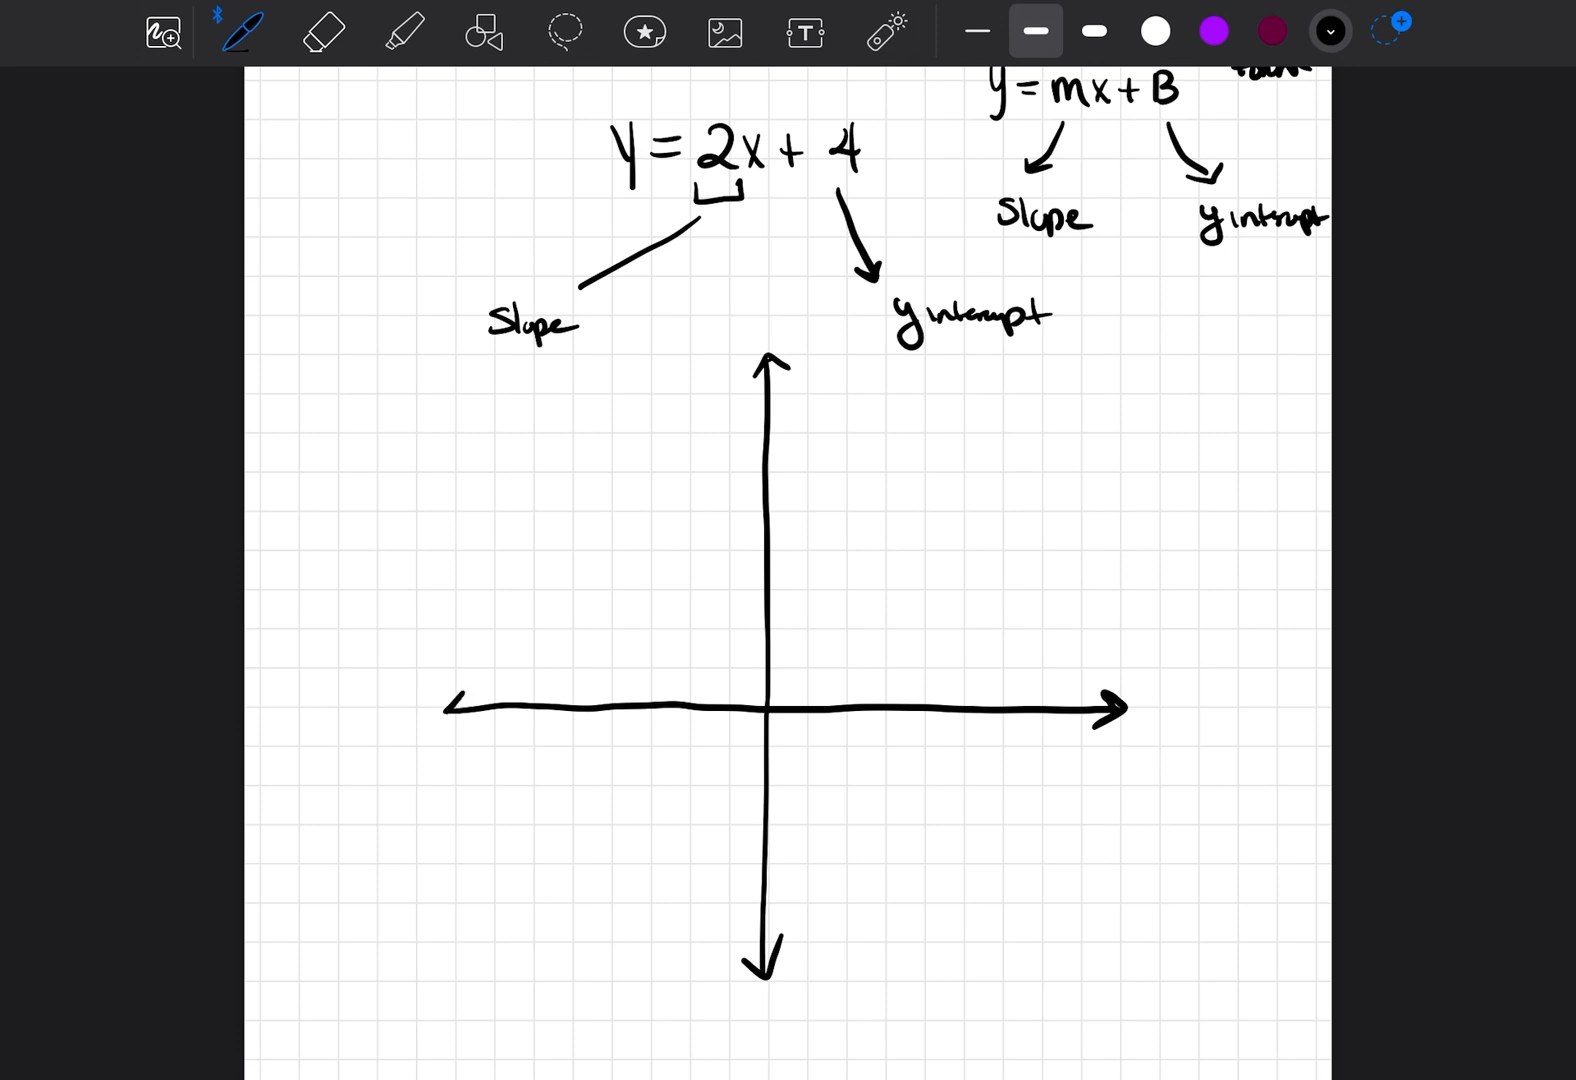 y = mx + B
y = 2x + 4
Slope
y intercept
Slope
y intercept